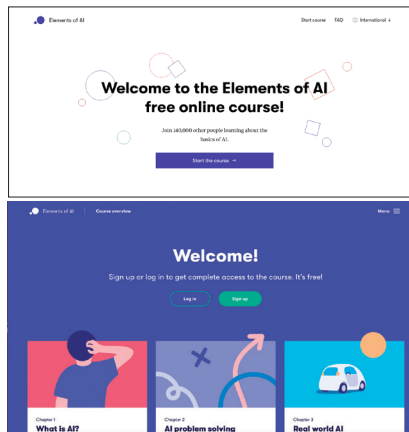 Elements of AI
Start course FAQ International ↓
Welcome to the Elements of AI
free online course!
Join 140,000 other people learning about the
basics of AI.
Start the course →
Elements of AI | Course overview
Menu
Welcome!
Sign up or log in to get complete access to the course. It's free!
Log in Sign up
Chapter 1 Chapter 2 Chapter 3
What is AI? AI problem solving Real world AI